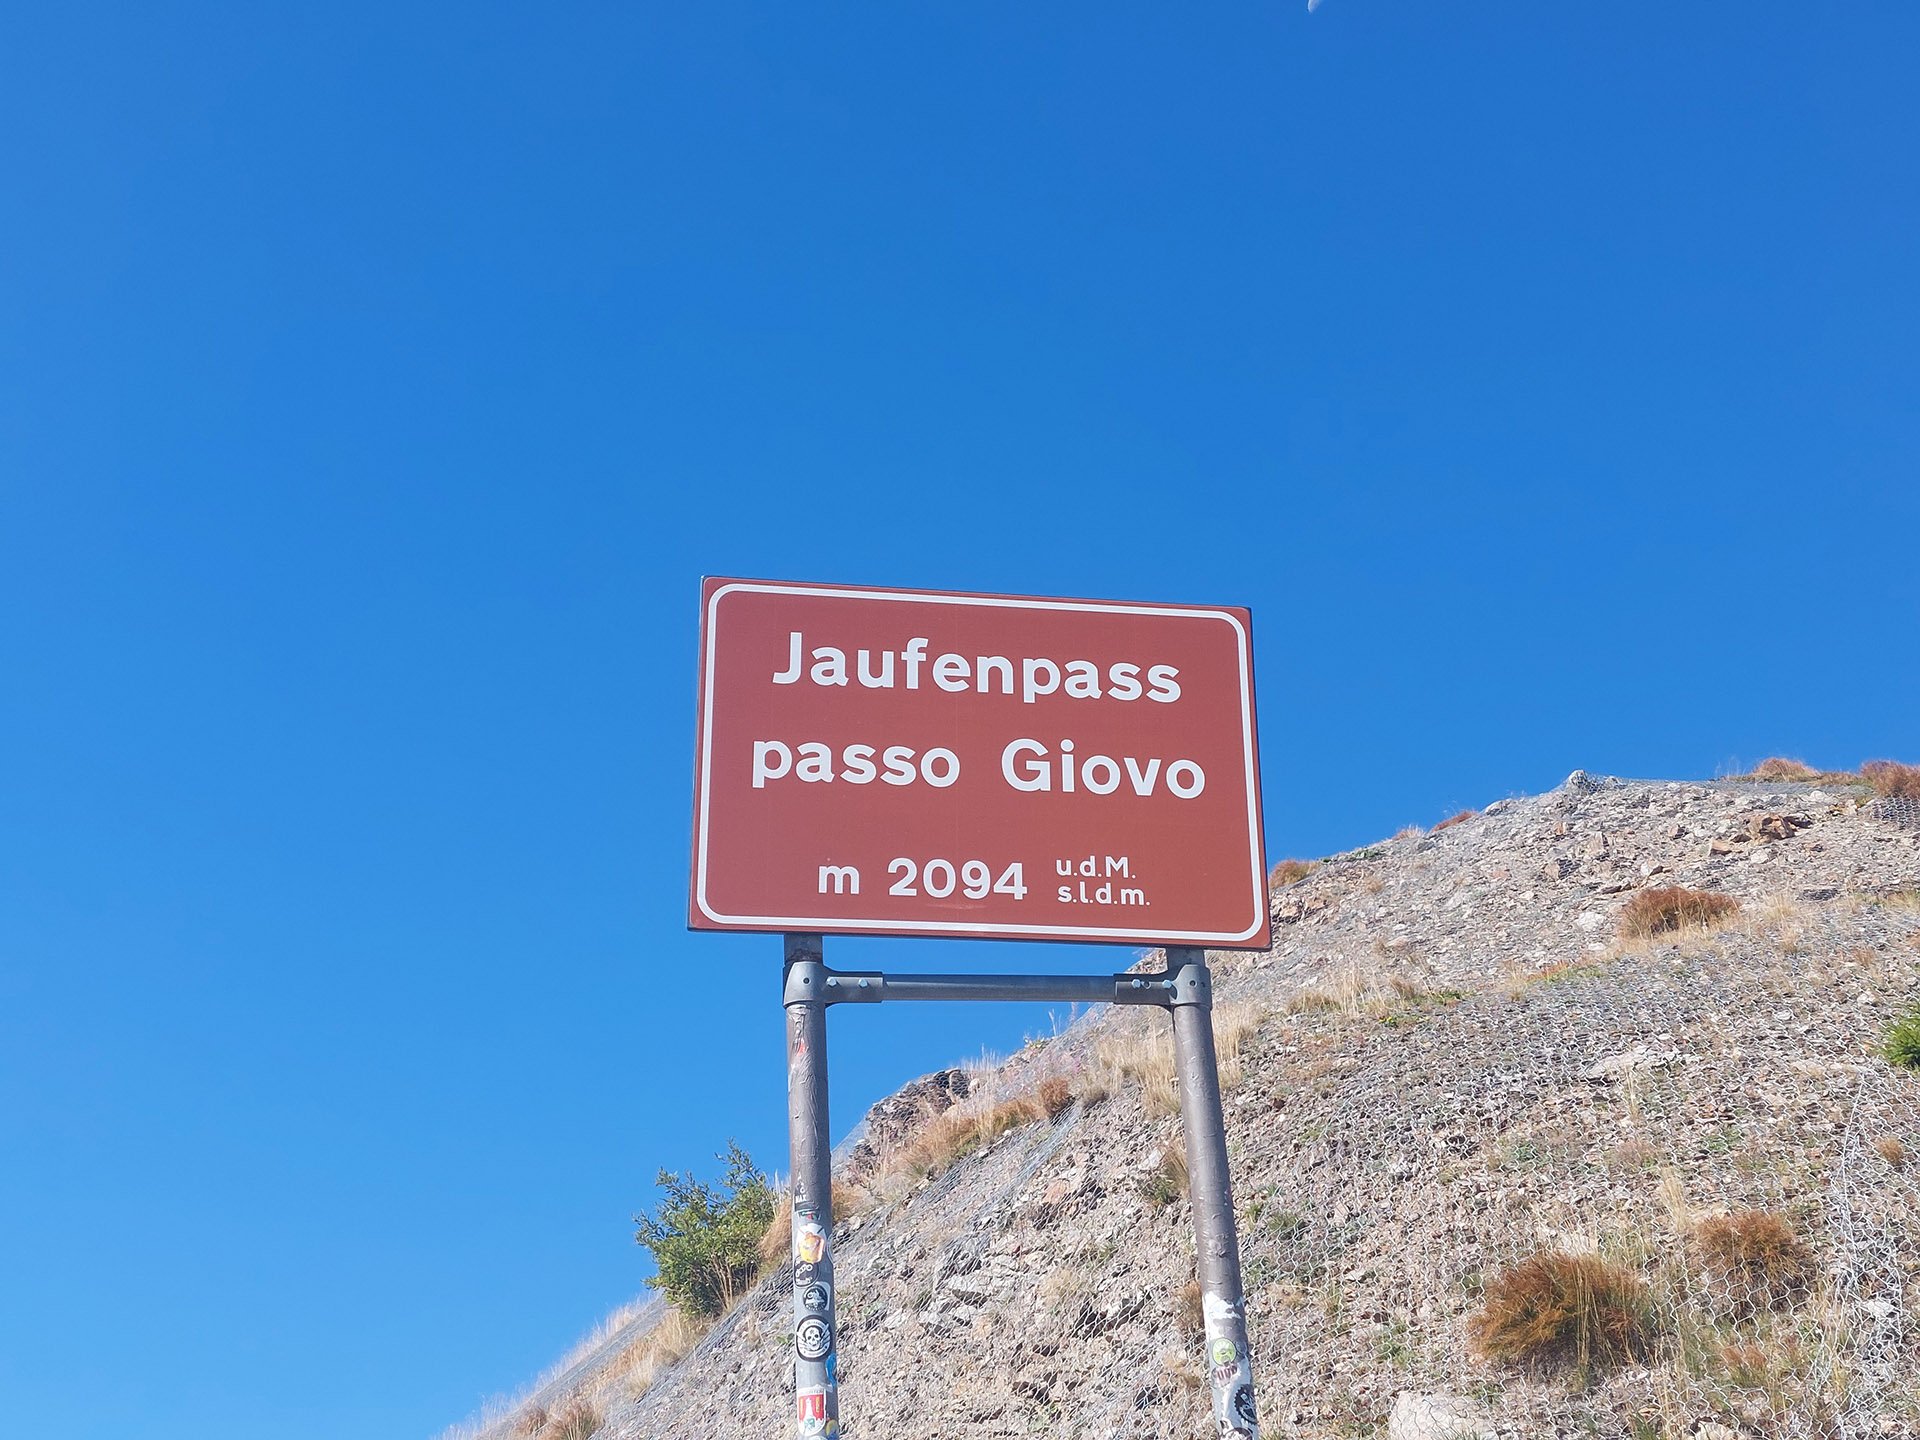 Jaufenpass
passo Giovo
m 2094 u.d.M.
s.l.d.m.